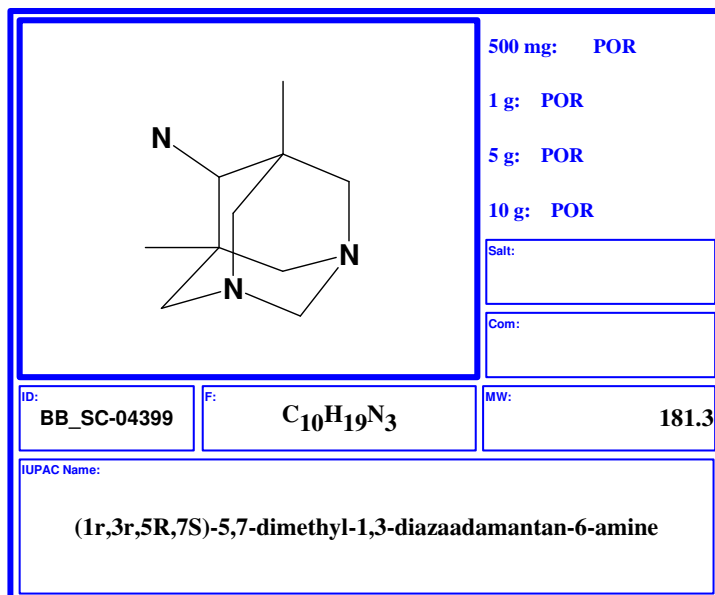 500 mg: POR
1 g: POR
5 g: POR
10 g: POR
N
N
N
Salt:
Com:
ID:
BB_SC-04399
F:
C10H19N3
MW:
181.3
IUPAC Name:
(1r,3r,5R,7S)-5,7-dimethyl-1,3-diazaadamantan-6-amine